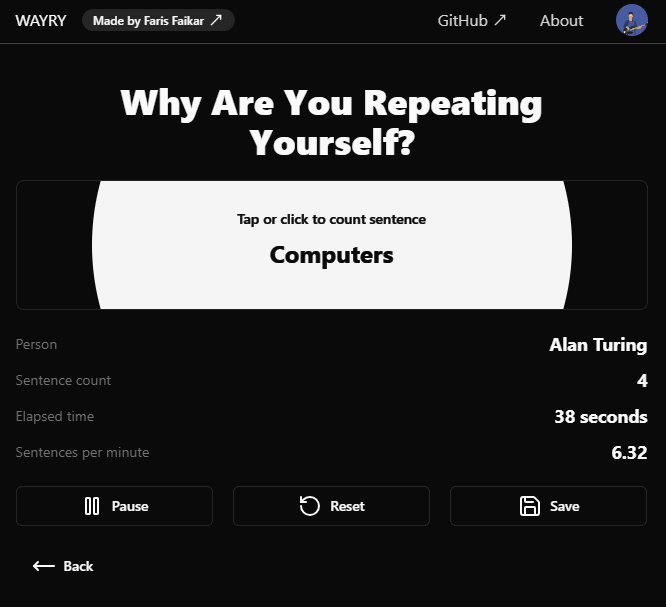 WAYRY Made by Faris Faikar GitHub About
Why Are You Repeating
Yourself?
Tap or click to count sentence
Computers
Person Alan Turing
Sentence count 4
Elapsed time 38 seconds
Sentences per minute 6.32
Pause Reset Save
Back